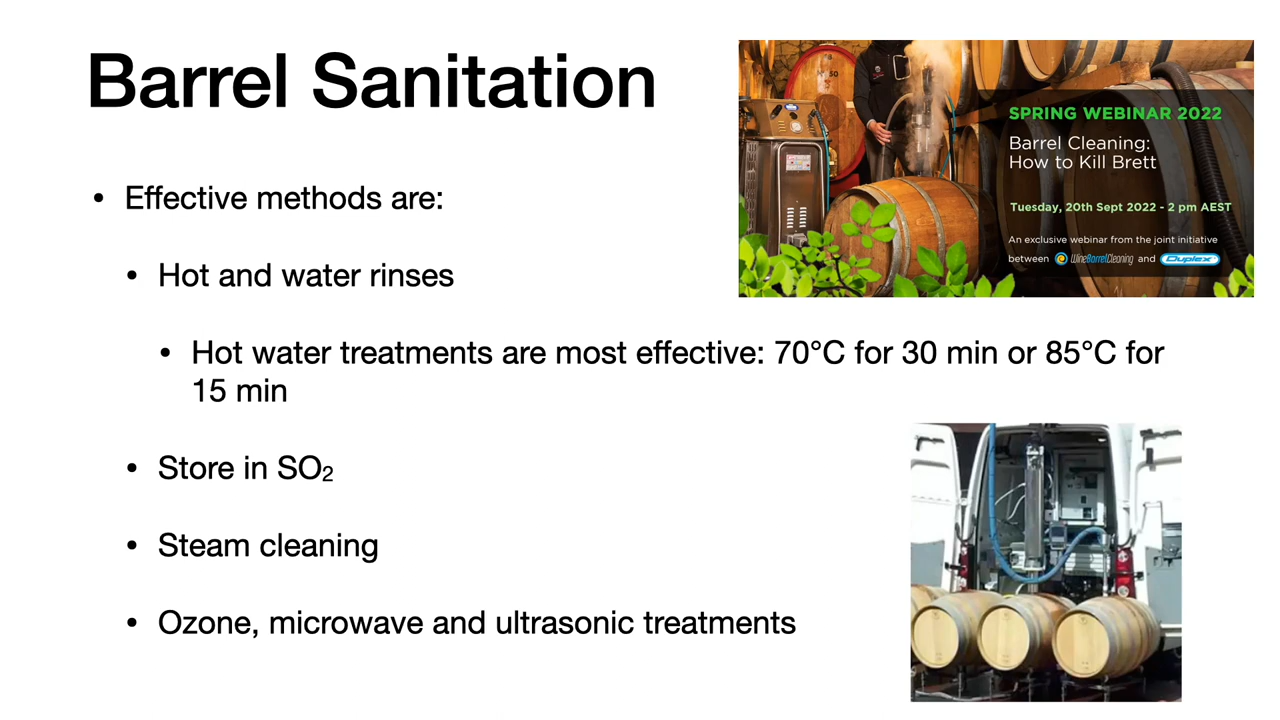 Barrel Sanitation
• Effective methods are:
• Hot and water rinses
• Hot water treatments are most effective: 70°C for 30 min or 85°C for
15 min
• Store in SO₂
• Steam cleaning
• Ozone, microwave and ultrasonic treatments
SPRING WEBINAR 2022
Barrel Cleaning:
How to Kill Brett
Tuesday, 20th Sept 2022 - 2 pm AEST
An exclusive webinar from the joint initiative
between WineBarrelCleaning and Duplex